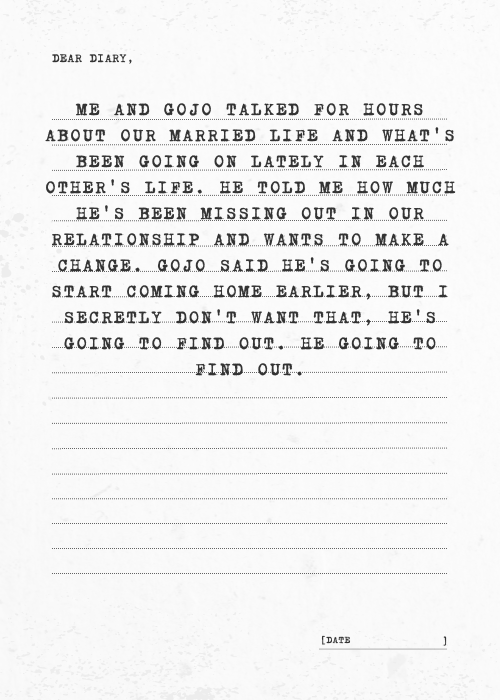 DEAR DIARY,
ME AND GOJO TALKED FOR HOURS
ABOUT OUR MARRIED LIFE AND WHAT'S
BEEN GOING ON LATELY IN EACH
OTHER'S LIFE. HE TOLD ME HOW MUCH
HE'S BEEN MISSING OUT IN OUR
RELATIONSHIP AND WANTS TO MAKE A
CHANGE. GOJO SAID HE'S GOING TO
START COMING HOME EARLIER, BUT I
SECRETLY DON'T WANT THAT, HE'S
GOING TO FIND OUT. HE GOING TO
FIND OUT.
[DATE ]